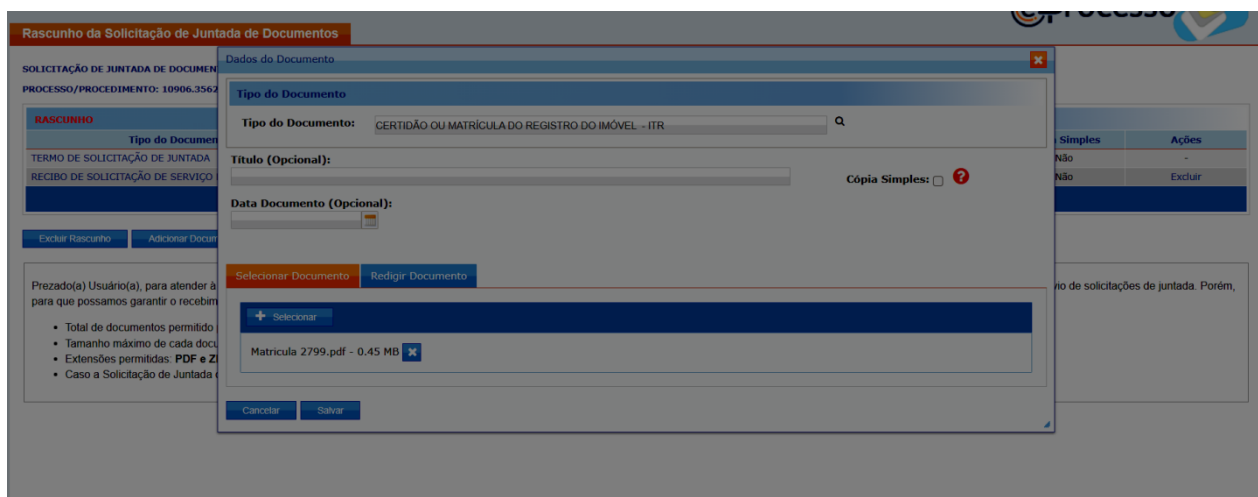 eProcesso
Rascunho da Solicitação de Juntada de Documentos
Dados do Documento
SOLICITAÇÃO DE JUNTADA DE DOCUMEN
PROCESSO/PROCEDIMENTO: 10906.3562
Tipo do Documento
RASCUNHO
Tipo do Documento: CERTIDÃO OU MATRÍCULA DO REGISTRO DO IMÓVEL - ITR
Tipo do Documen Simples Ações
TERMO DE SOLICITAÇÃO DE JUNTADA Não -
Título (Opcional):
RECIBO DE SOLICITAÇÃO DE SERVIÇO Não Excluir
Cópia Simples:
Data Documento (Opcional):
Excluir Rascunho Adicionar Docum
Selecionar Documento Redigir Documento
Prezado(a) Usuário(a), para atender à vio de solicitações de juntada. Porém,
para que possamos garantir o recebim
+ Selecionar
Total de documentos permitido
Tamanho máximo de cada docu
Matricula 2799.pdf - 0.45 MB
Extensões permitidas: PDF e ZI
Caso a Solicitação de Juntada
Cancelar Salvar